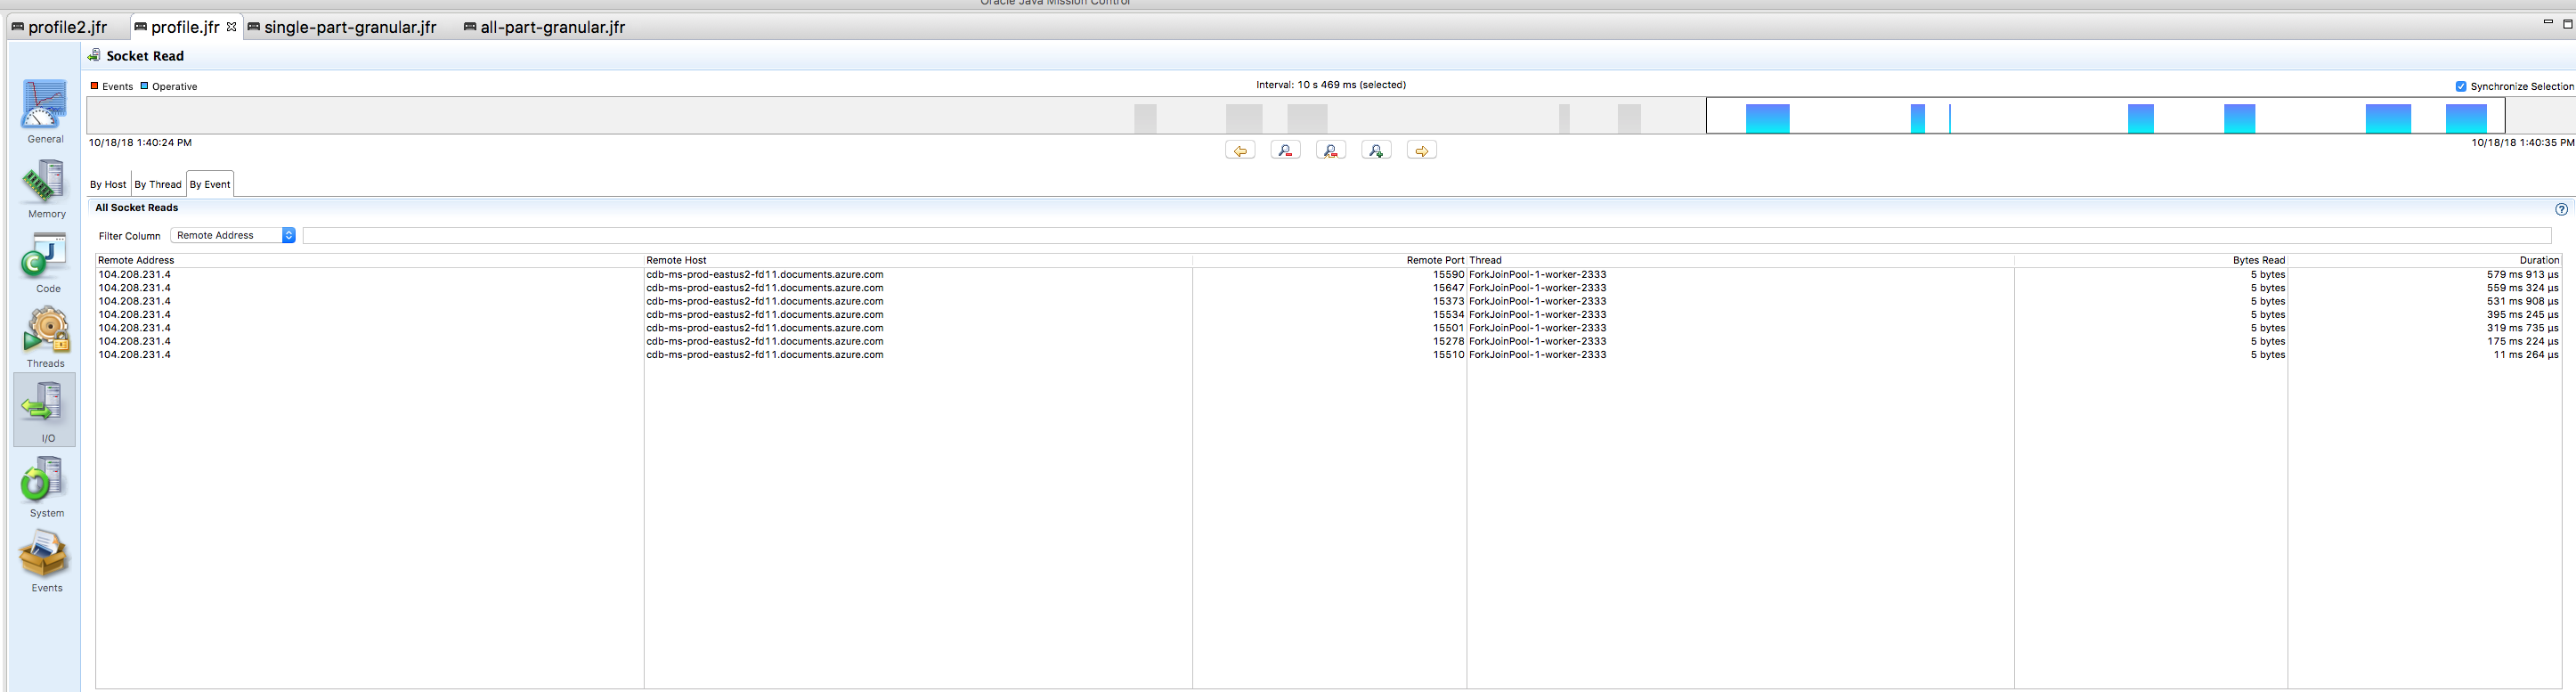 Oracle Java Mission Control
profile2.jfr profile.jfr single-part-granular.jfr all-part-granular.jfr
Socket Read
Events Operative Interval: 10 s 469 ms (selected) Synchronize Selection
10/18/18 1:40:24 PM 10/18/18 1:40:35 PM
General
Memory
Code
Threads
I/O
System
Events
By Host By Thread By Event
All Socket Reads
Filter Column Remote Address
Remote Address Remote Host Remote Port Thread Bytes Read Duration
104.208.231.4 cdb-ms-prod-eastus2-fd11.documents.azure.com 15590 ForkJoinPool-1-worker-2333 5 bytes 579 ms 913 µs
104.208.231.4 cdb-ms-prod-eastus2-fd11.documents.azure.com 15647 ForkJoinPool-1-worker-2333 5 bytes 559 ms 324 µs
104.208.231.4 cdb-ms-prod-eastus2-fd11.documents.azure.com 15373 ForkJoinPool-1-worker-2333 5 bytes 531 ms 908 µs
104.208.231.4 cdb-ms-prod-eastus2-fd11.documents.azure.com 15534 ForkJoinPool-1-worker-2333 5 bytes 395 ms 245 µs
104.208.231.4 cdb-ms-prod-eastus2-fd11.documents.azure.com 15501 ForkJoinPool-1-worker-2333 5 bytes 319 ms 735 µs
104.208.231.4 cdb-ms-prod-eastus2-fd11.documents.azure.com 15278 ForkJoinPool-1-worker-2333 5 bytes 175 ms 224 µs
104.208.231.4 cdb-ms-prod-eastus2-fd11.documents.azure.com 15510 ForkJoinPool-1-worker-2333 5 bytes 11 ms 264 µs